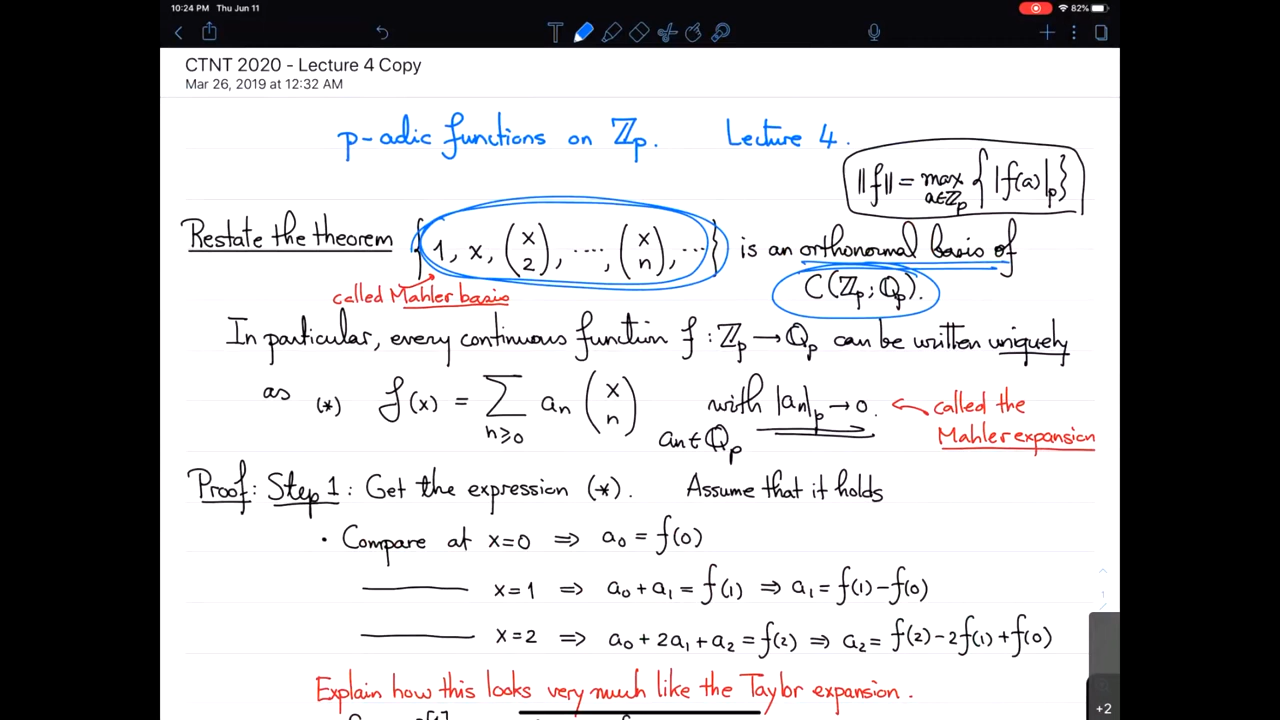 10:24 PM Thu Jun 11
82%
CTNT 2020 - Lecture 4 Copy
Mar 26, 2019 at 12:32 AM
p-adic functions on ℤp. Lecture 4.
‖f‖ = max a∈ℤp { |f(a)|p }
Restate the theorem { 1, x, (x 2), ...., (x n), ... } is an orthonormal basis of
called Mahler basis
C(ℤp; ℚp).
In particular, every continuous function f : ℤp → ℚp can be written uniquely
as (*) f(x) = Σ n≥0 an (x n) with |an|p → 0. ← called the
an ∈ ℚp Mahler expansion
Proof: Step 1: Get the expression (*). Assume that it holds
• Compare at x=0 ⇒ a0 = f(0)
——— x=1 ⇒ a0 + a1 = f(1) ⇒ a1 = f(1) - f(0)
——— x=2 ⇒ a0 + 2a1 + a2 = f(2) ⇒ a2 = f(2) - 2f(1) + f(0)
Explain how this looks very much like the Taylor expansion.
1
+2